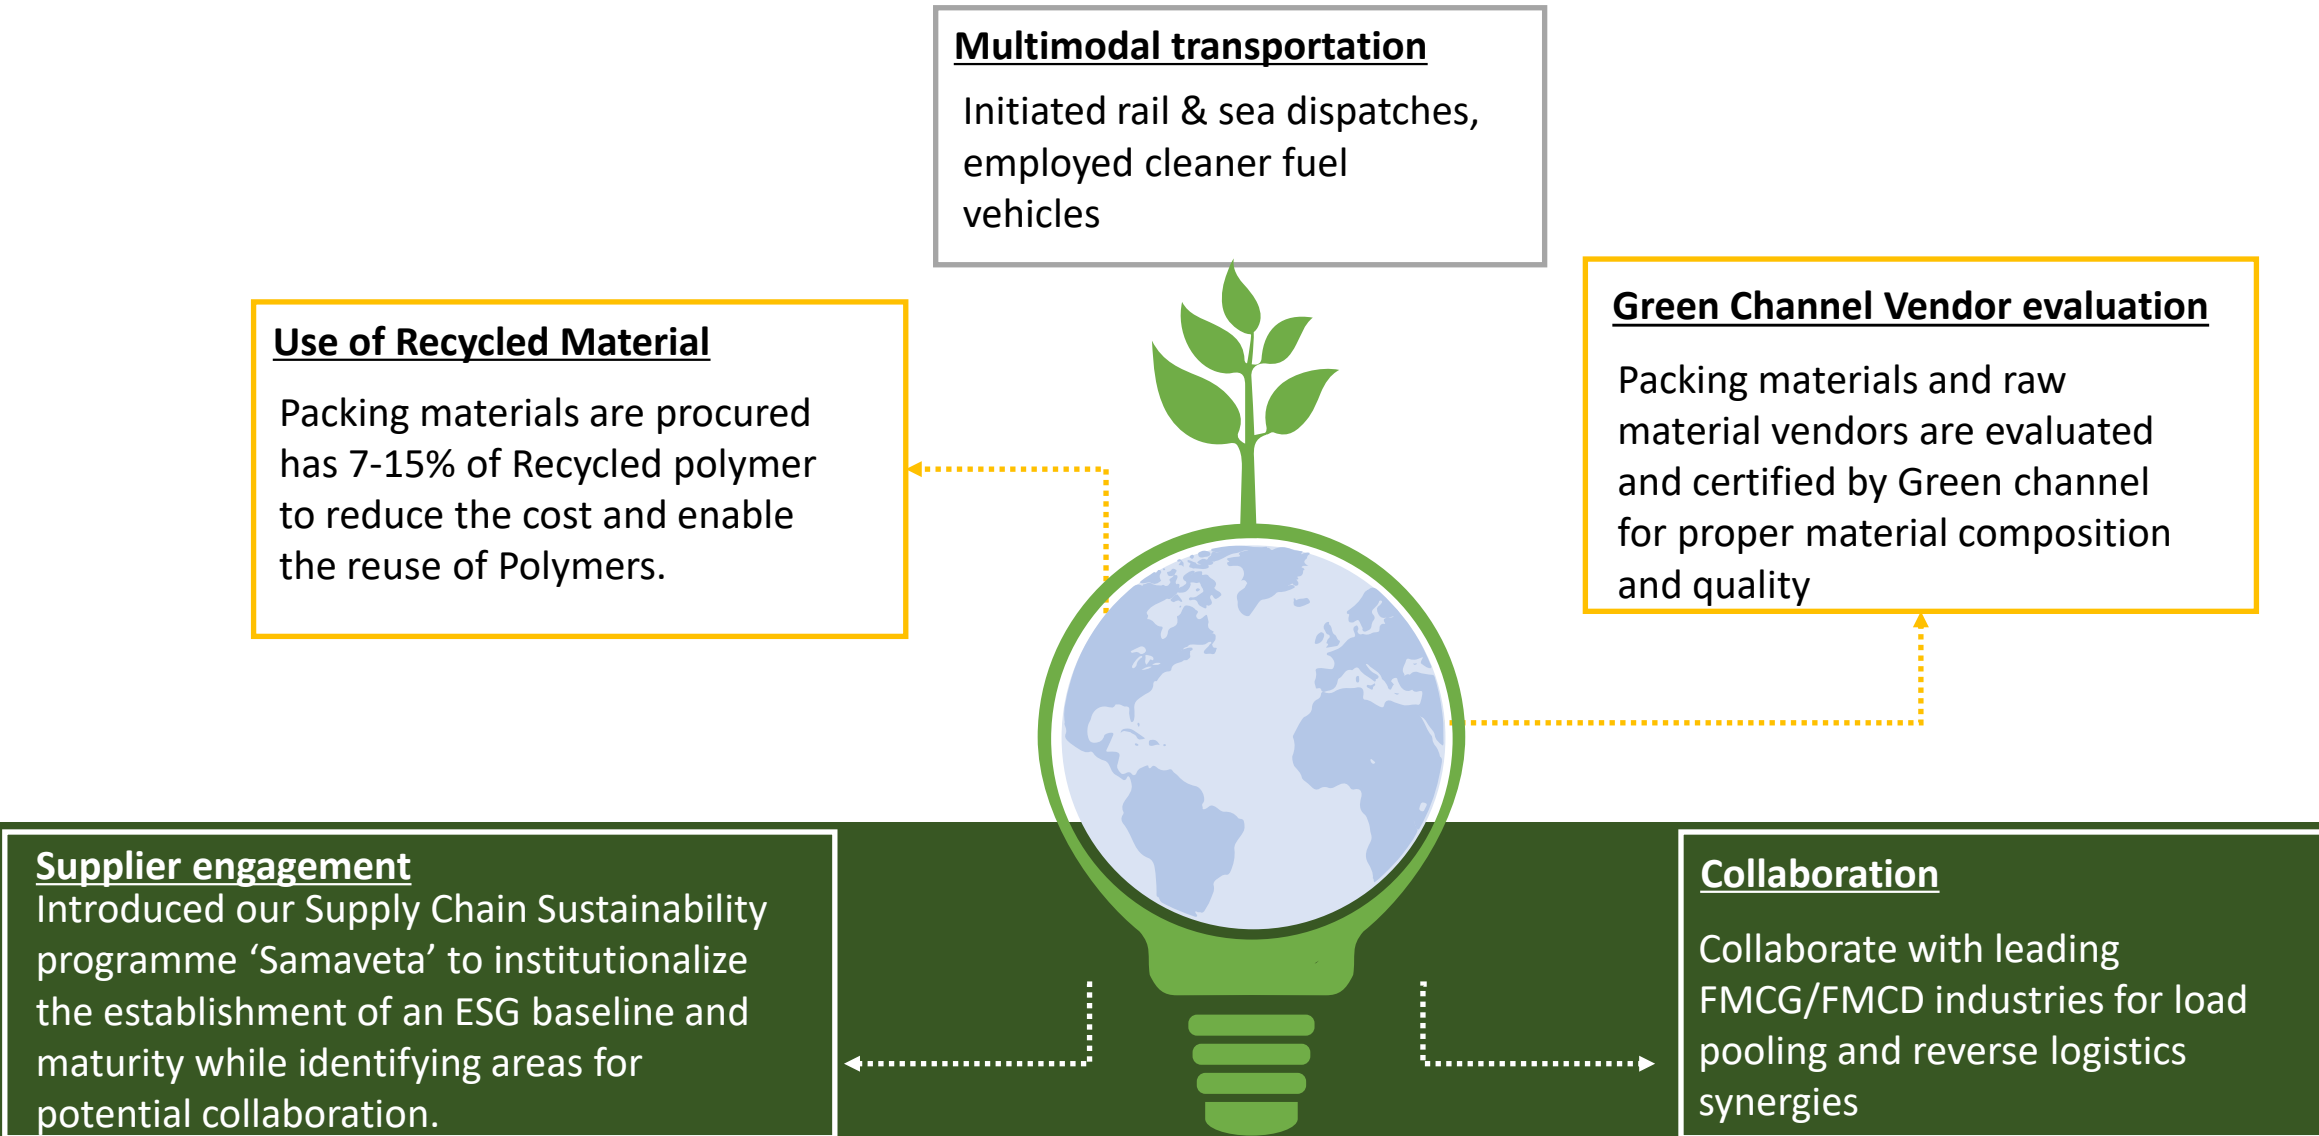 Multimodal transportation
Initiated rail & sea dispatches,
employed cleaner fuel
vehicles
Use of Recycled Material
Packing materials are procured
has 7-15% of Recycled polymer
to reduce the cost and enable
the reuse of Polymers.
Green Channel Vendor evaluation
Packing materials and raw
material vendors are evaluated
and certified by Green channel
for proper material composition
and quality
Supplier engagement
Introduced our Supply Chain Sustainability
programme ‘Samaveta’ to institutionalize
the establishment of an ESG baseline and
maturity while identifying areas for
potential collaboration.
Collaboration
Collaborate with leading
FMCG/FMCD industries for load
pooling and reverse logistics
synergies